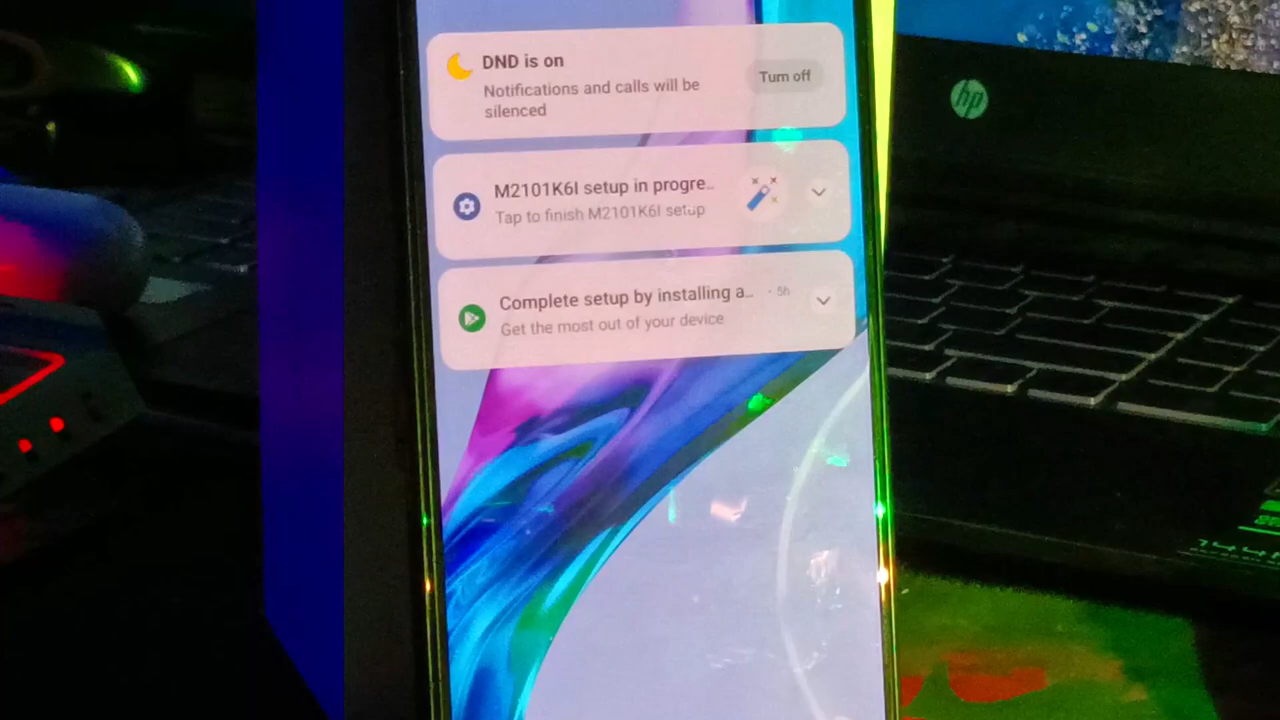 DND is on
Notifications and calls will be
silenced
Turn off
M2101K6I setup in progre..
Tap to finish M2101K6I setup
Complete setup by installing a..
• 5h
Get the most out of your device
hp